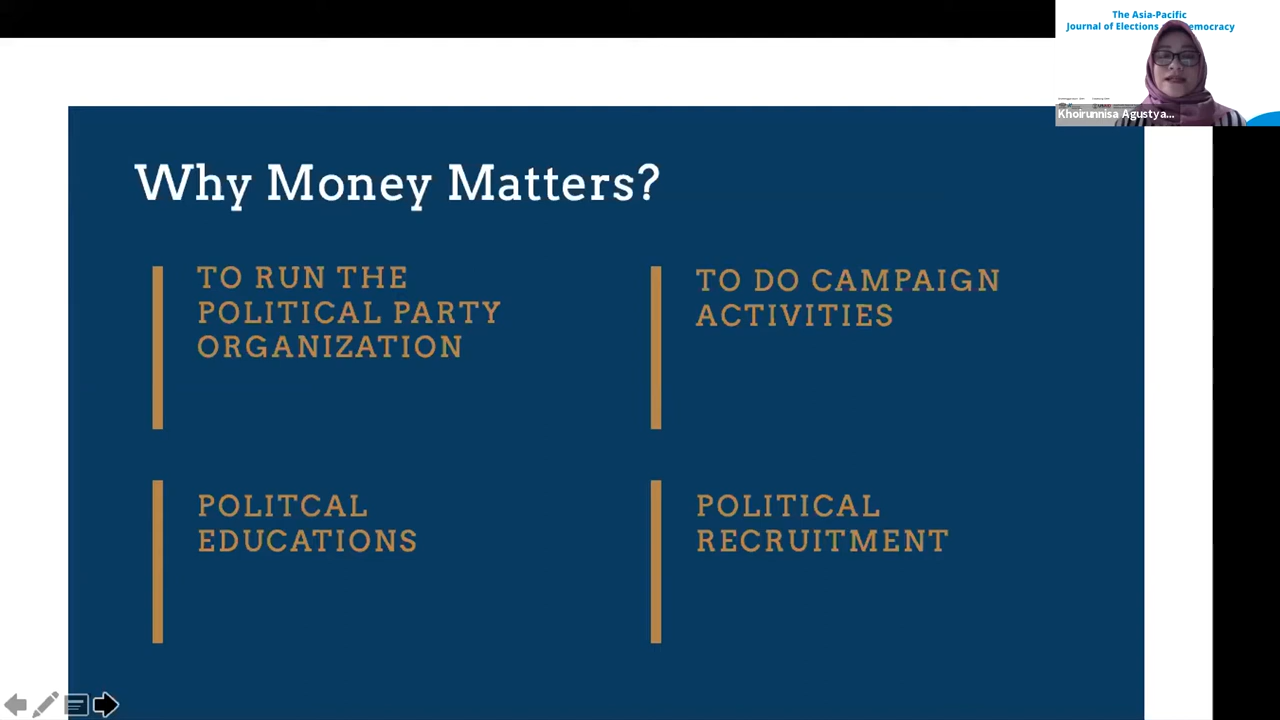 The Asia-Pacific
Journal of Elections emocracy
Khoirunnisa Agustya...
Why Money Matters?
TO RUN THE
POLITICAL PARTY
ORGANIZATION
TO DO CAMPAIGN
ACTIVITIES
POLITCAL
EDUCATIONS
POLITICAL
RECRUITMENT